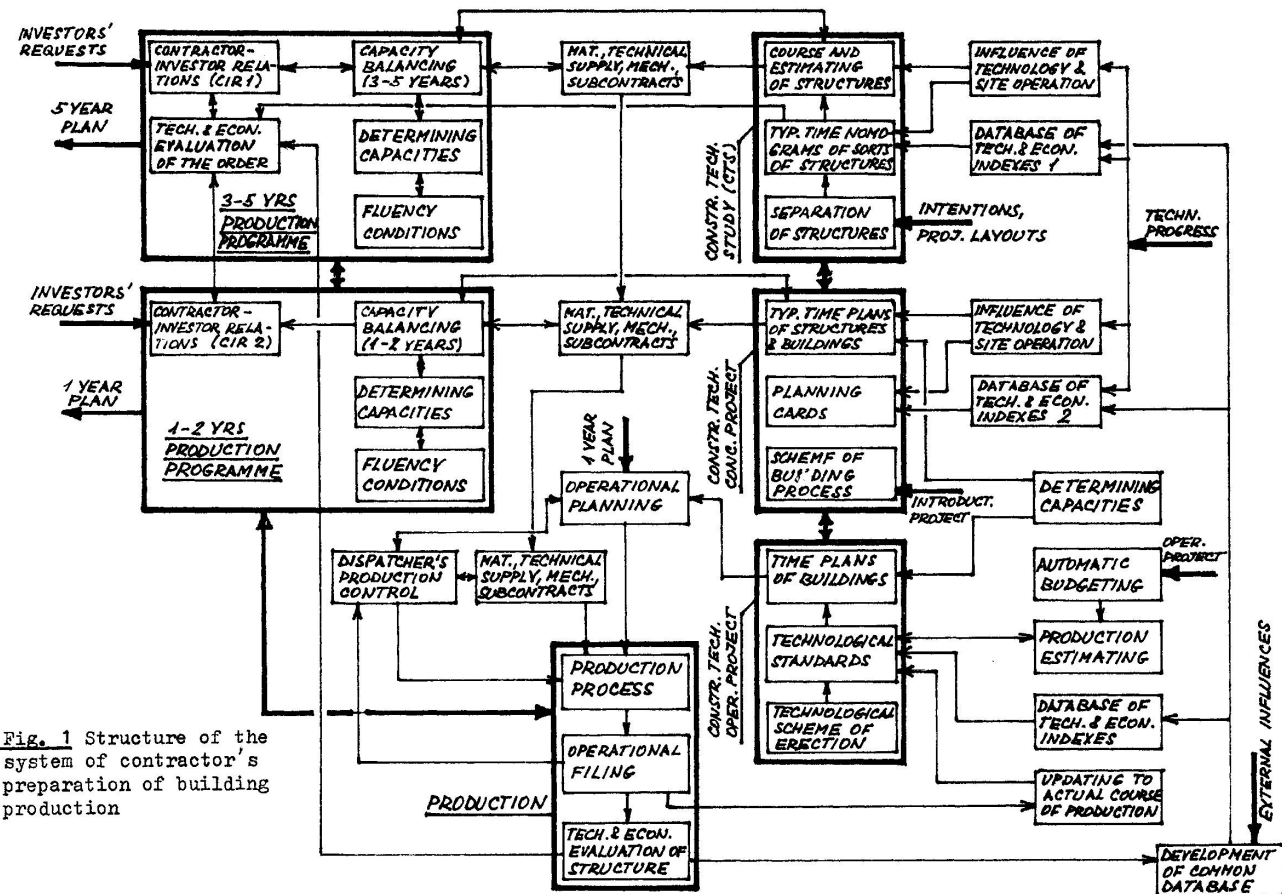 INVESTORS'
REQUESTS
CONTRACTOR-
INVESTOR RELA-
TIONS (CIR 1)
CAPACITY
BALANCING
(3-5 YEARS)
MAT., TECHNICAL
SUPPLY, MECH.,
SUBCONTRACTS
COURSE AND
ESTIMATING
OF STRUCTURES
INFLUENCE OF
TECHNOLOGY &
SITE OPERATION
5 YEAR
PLAN
TECH. & ECON.
EVALUATION
OF THE ORDER
DETERMINING
CAPACITIES
TYP. TIME NOMO
GRAMS OF SORTS
OF STRUCTURES
DATABASE OF
TECH. & ECON.
INDEXES 1
3-5 YRS
PRODUCTION
PROGRAMME
FLUENCY
CONDITIONS
CONSTR. TECH.
STUDY (CTS)
SEPARATION
OF STRUCTURES
INTENTIONS,
PROJ. LAYOUTS
TECHN.
PROGRESS
INVESTORS'
REQUESTS
CONTRACTOR-
INVESTOR RELA-
TIONS (CIR 2)
CAPACITY
BALANCING
(1-2 YEARS)
MAT., TECHNICAL
SUPPLY, MECH.,
SUBCONTRACTS
TYP. TIME PLANS
OF STRUCTURES
& BUILDINGS
INFLUENCE OF
TECHNOLOGY &
SITE OPERATION
1 YEAR
PLAN
DETERMINING
CAPACITIES
CONSTR. TECH.
CONC. PROJECT
PLANNING
CARDS
DATABASE OF
TECH. & ECON.
INDEXES 2
1-2 YRS
PRODUCTION
PROGRAMME
FLUENCY
CONDITIONS
1 YEAR
PLAN
OPERATIONAL
PLANNING
SCHEME OF
BUILDING
PROCESS
INTRODUCT.
PROJECT
DETERMINING
CAPACITIES
DISPATCHER'S
PRODUCTION
CONTROL
MAT., TECHNICAL
SUPPLY, MECH.,
SUBCONTRACTS
CONSTR. TECH.
OPER. PROJECT
TIME PLANS
OF BUILDINGS
OPER.
PROJECT
AUTOMATIC
BUDGETING
PRODUCTION
PROCESS
TECHNOLOGICAL
STANDARDS
PRODUCTION
ESTIMATING
Fig. 1 Structure of the
system of contractor's
preparation of building
production
OPERATIONAL
FILING
TECHNOLOGICAL
SCHEME OF
ERECTION
DATABASE OF
TECH. & ECON.
INDEXES
PRODUCTION
UPDATING TO
ACTUAL COURSE
OF PRODUCTION
EXTERNAL INFLUENCES
TECH. & ECON.
EVALUATION OF
STRUCTURE
DEVELOPMENT
OF COMMON
DATABASE